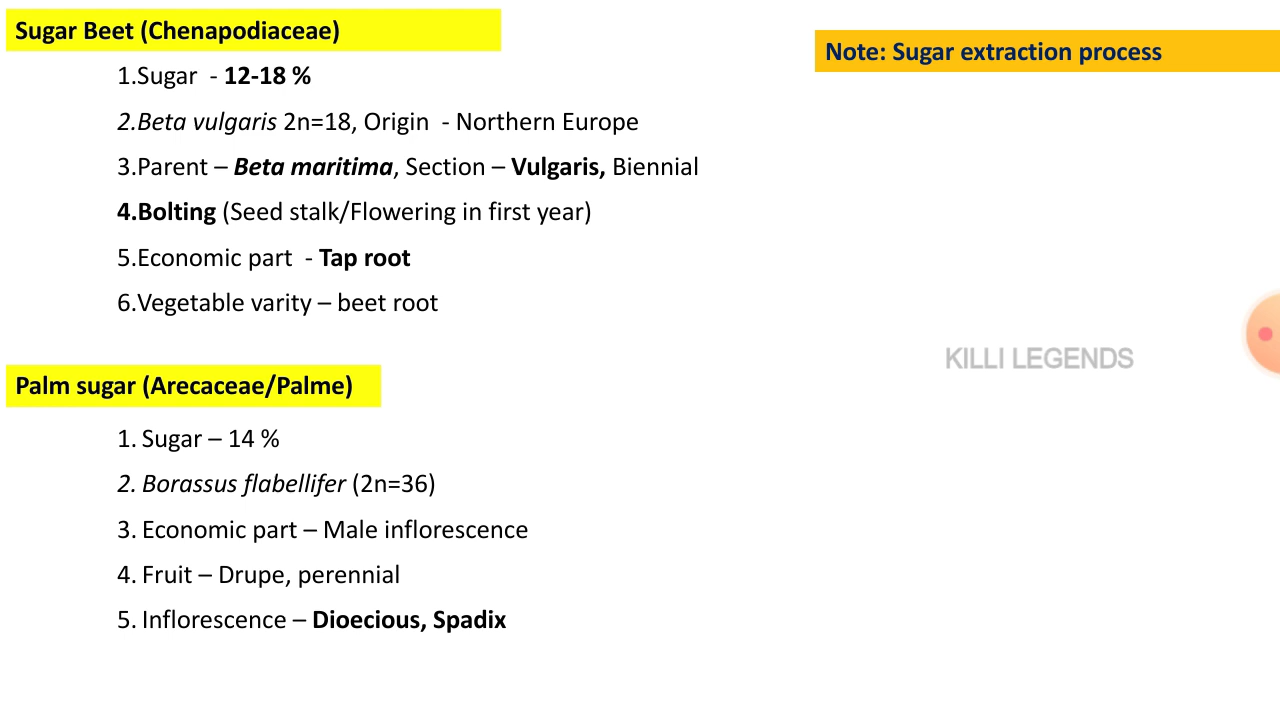 Sugar Beet (Chenapodiaceae)
Note: Sugar extraction process
1.Sugar - 12-18 %
2.Beta vulgaris 2n=18, Origin - Northern Europe
3.Parent – Beta maritima, Section – Vulgaris, Biennial
4.Bolting (Seed stalk/Flowering in first year)
5.Economic part - Tap root
6.Vegetable varity – beet root
KILLI LEGENDS
Palm sugar (Arecaceae/Palme)
1. Sugar – 14 %
2. Borassus flabellifer (2n=36)
3. Economic part – Male inflorescence
4. Fruit – Drupe, perennial
5. Inflorescence – Dioecious, Spadix